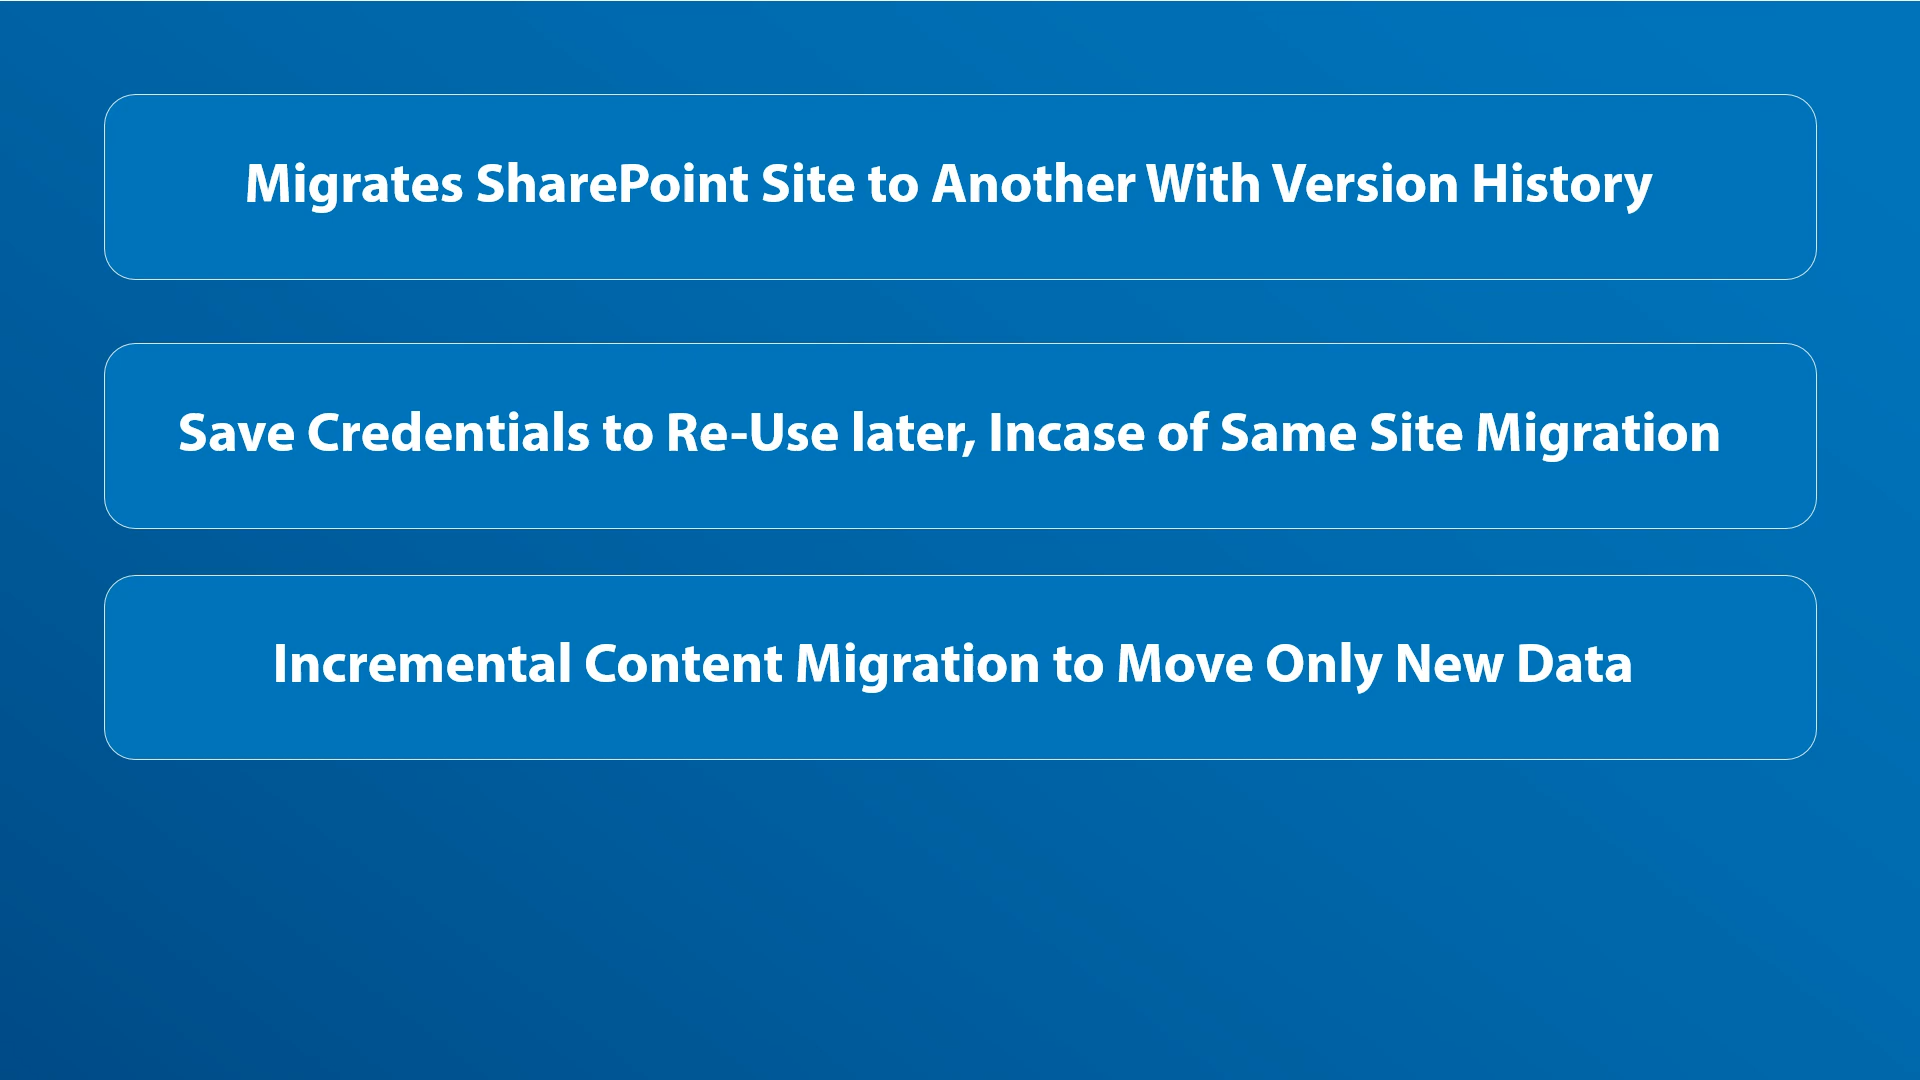 Migrates SharePoint Site to Another With Version History
Save Credentials to Re-Use later, Incase of Same Site Migration
Incremental Content Migration to Move Only New Data